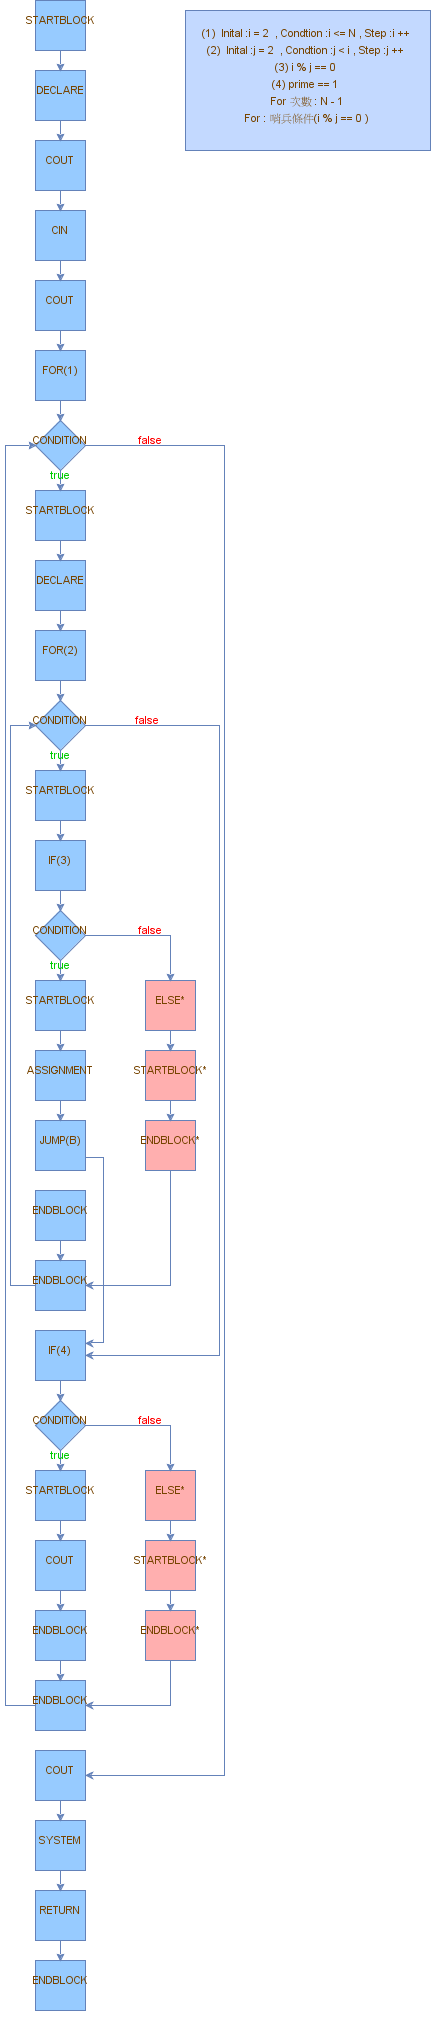 STARTBLOCK
(1) Inital :i = 2 , Condtion :i <= N , Step :i ++
(2) Inital :j = 2 , Condtion :j < i , Step :j ++
(3) i % j == 0
(4) prime == 1
For 次數 : N - 1
For : 哨兵條件(i % j == 0 )
DECLARE
COUT
CIN
COUT
FOR(1)
CONDITION
false
true
STARTBLOCK
DECLARE
FOR(2)
CONDITION
false
true
STARTBLOCK
IF(3)
CONDITION
false
true
STARTBLOCK
ELSE*
ASSIGNMENT
STARTBLOCK*
JUMP(B)
ENDBLOCK*
ENDBLOCK
ENDBLOCK
IF(4)
CONDITION
false
true
STARTBLOCK
ELSE*
COUT
STARTBLOCK*
ENDBLOCK
ENDBLOCK*
ENDBLOCK
COUT
SYSTEM
RETURN
ENDBLOCK